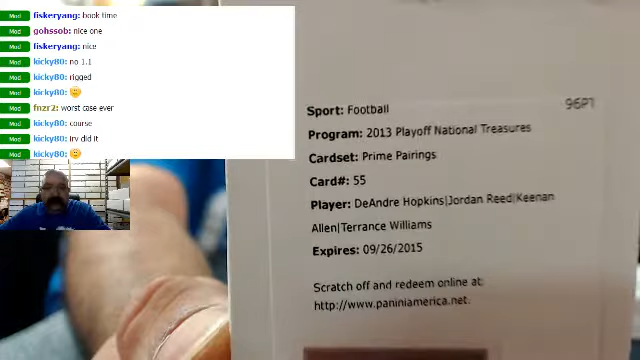 Mod fiskeryang: book time
Mod gohssob: nice one
Mod fiskeryang: nice
Mod kicky80: no 1.1
Mod kicky80: rigged
Mod kicky80:
Mod fnzr2: worst case ever
Mod kicky80: course
Mod kicky80: irv did it
Mod kicky80:
96PT
Sport: Football
Program: 2013 Playoff National Treasures
Cardset: Prime Pairings
Card#: 55
Player: DeAndre Hopkins|Jordan Reed|Keenan
Allen|Terrance Williams
Expires: 09/26/2015
Scratch off and redeem online at:
http://www.paniniamerica.net.